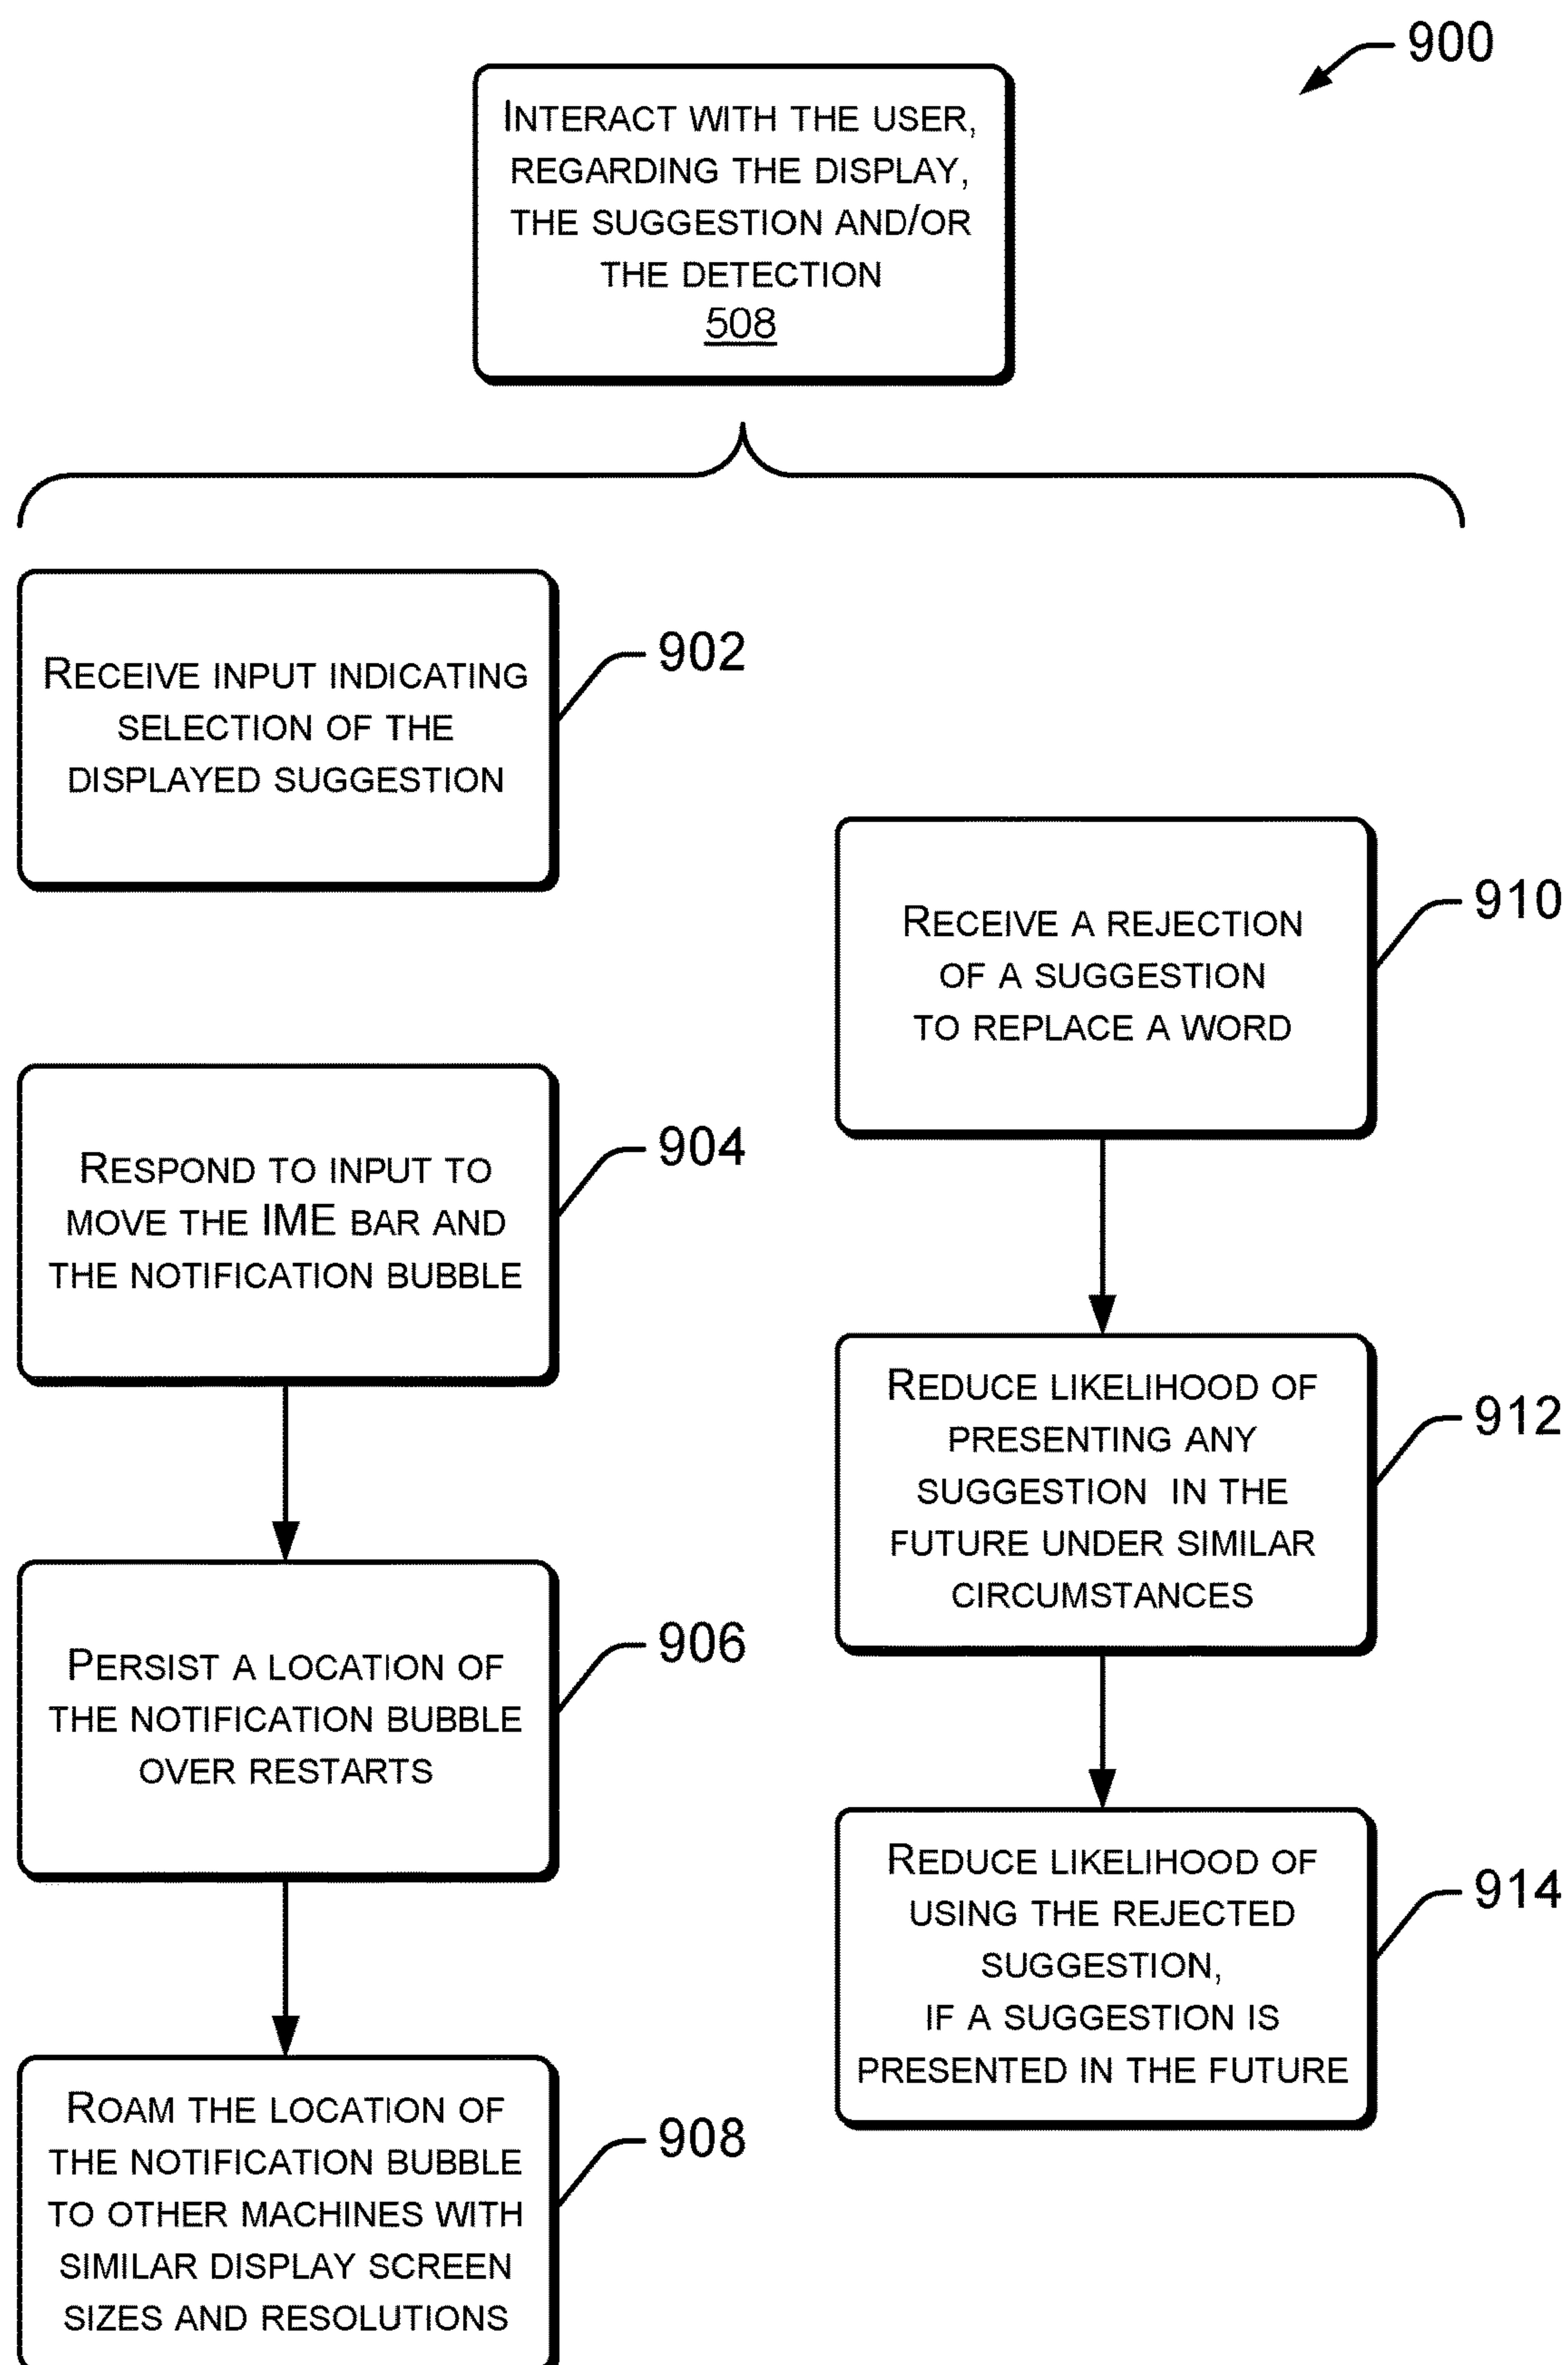 900
INTERACT WITH THE USER,
REGARDING THE DISPLAY,
THE SUGGESTION AND/OR
THE DETECTION
508
RECEIVE INPUT INDICATING
SELECTION OF THE
DISPLAYED SUGGESTION
902
RESPOND TO INPUT TO
MOVE THE IME BAR AND
THE NOTIFICATION BUBBLE
904
PERSIST A LOCATION OF
THE NOTIFICATION BUBBLE
OVER RESTARTS
906
ROAM THE LOCATION OF
THE NOTIFICATION BUBBLE
TO OTHER MACHINES WITH
SIMILAR DISPLAY SCREEN
SIZES AND RESOLUTIONS
908
RECEIVE A REJECTION
OF A SUGGESTION
TO REPLACE A WORD
910
REDUCE LIKELIHOOD OF
PRESENTING ANY
SUGGESTION IN THE
FUTURE UNDER SIMILAR
CIRCUMSTANCES
912
REDUCE LIKELIHOOD OF
USING THE REJECTED
SUGGESTION,
IF A SUGGESTION IS
PRESENTED IN THE FUTURE
914